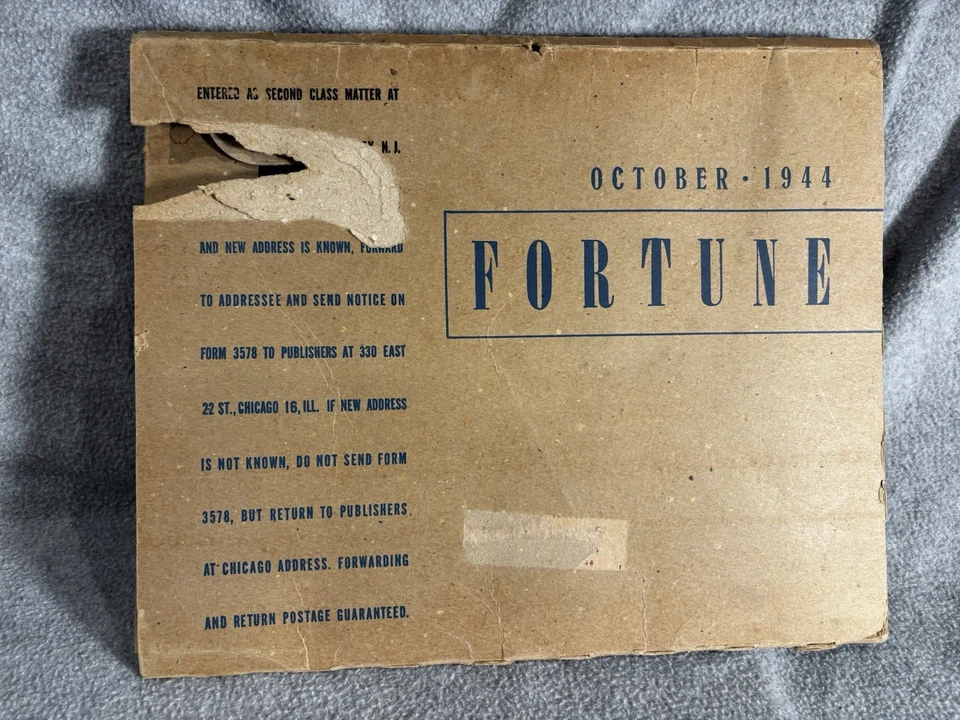 ENTERED AS SECOND CLASS MATTER AT
N. J.
AND NEW ADDRESS IS KNOWN, FORWARD
TO ADDRESSEE AND SEND NOTICE ON
FORM 3578 TO PUBLISHERS AT 330 EAST
22 ST., CHICAGO 16, ILL. IF NEW ADDRESS
IS NOT KNOWN, DO NOT SEND FORM
3578, BUT RETURN TO PUBLISHERS
AT CHICAGO ADDRESS. FORWARDING
AND RETURN POSTAGE GUARANTEED.
OCTOBER • 1944
FORTUNE